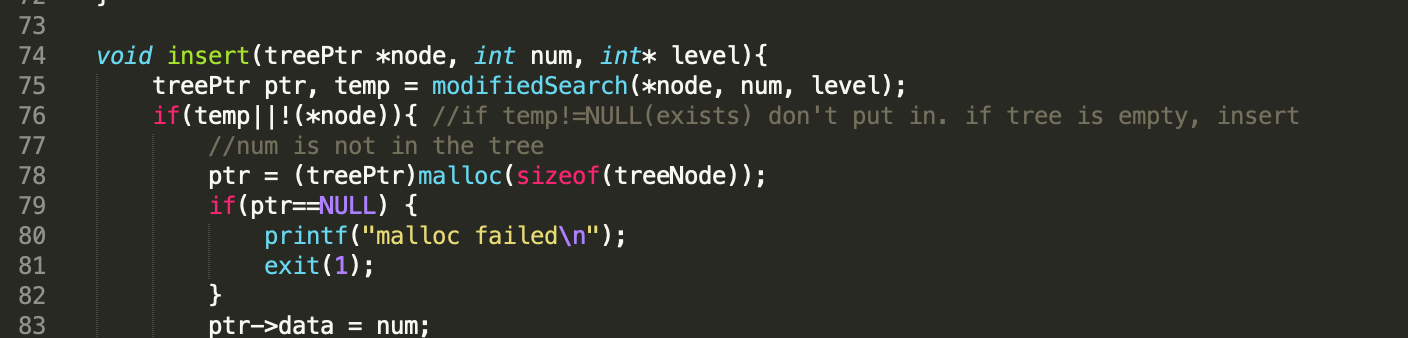 73
74 void insert(treePtr *node, int num, int* level){
75 treePtr ptr, temp = modifiedSearch(*node, num, level);
76 if(temp||!(*node)){ //if temp!=NULL(exists) don't put in. if tree is empty, insert
77 //num is not in the tree
78 ptr = (treePtr)malloc(sizeof(treeNode));
79 if(ptr==NULL) {
80 printf("malloc failed\n");
81 exit(1);
82 }
83 ptr->data = num;